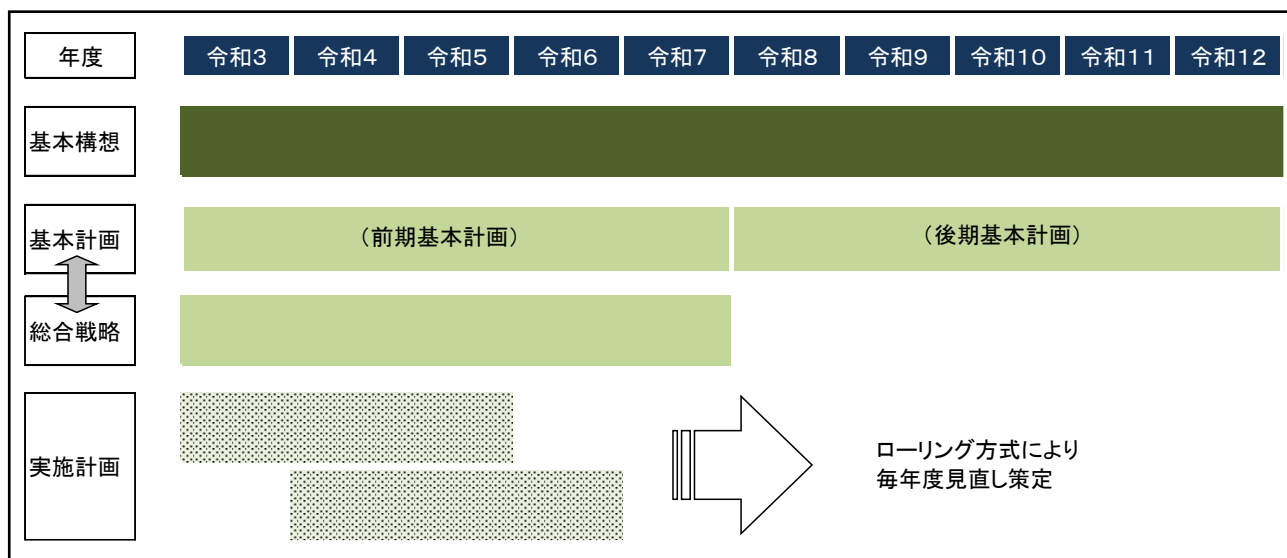 年度
令和3
令和4
令和5
令和6
令和7
令和8
令和9
令和10
令和11
令和12
基本構想
基本計画
（前期基本計画）
（後期基本計画）
総合戦略
実施計画
ローリング方式により
毎年度見直し策定